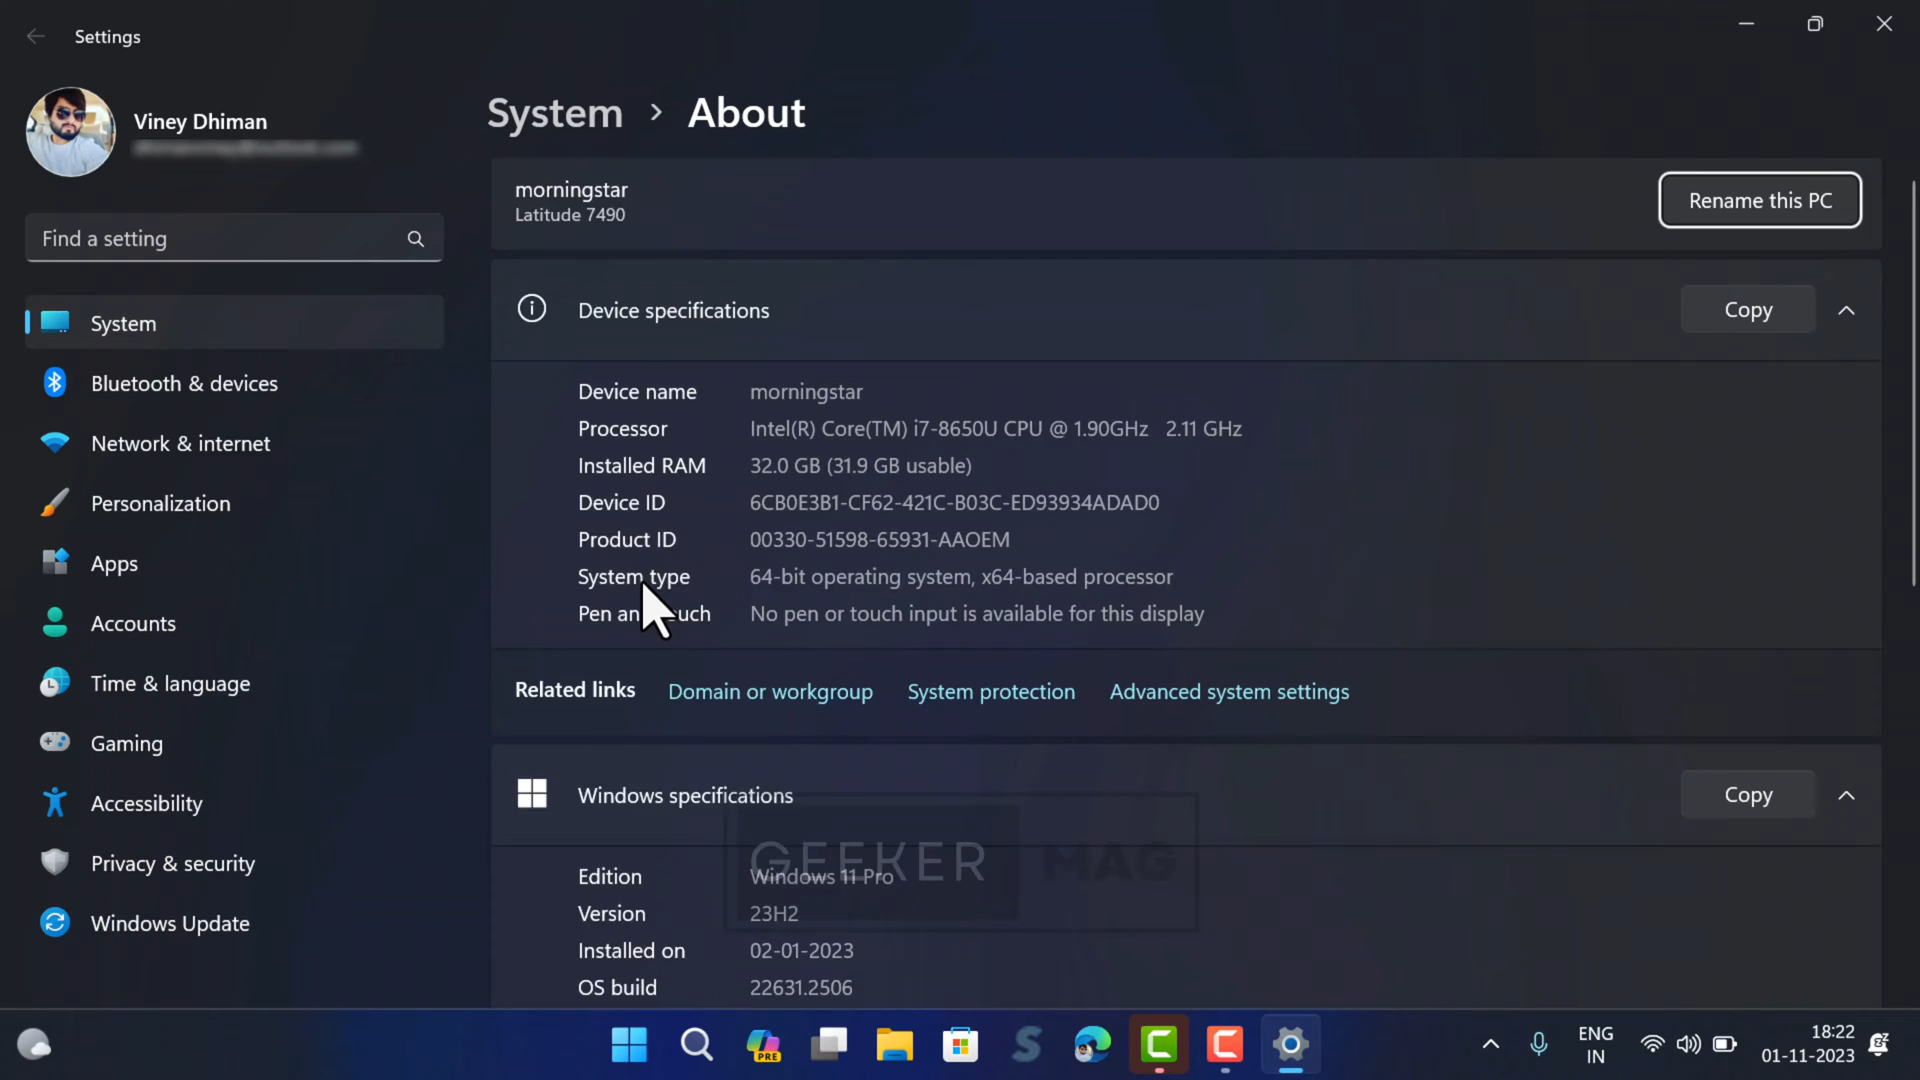 Settings
Viney Dhiman
Find a setting
System
Bluetooth & devices
Network & internet
Personalization
Apps
Accounts
Time & language
Gaming
Accessibility
Privacy & security
Windows Update
System > About
morningstar
Latitude 7490
Rename this PC
Device specifications
Copy
Device name morningstar
Processor Intel(R) Core(TM) i7-8650U CPU @ 1.90GHz 2.11 GHz
Installed RAM 32.0 GB (31.9 GB usable)
Device ID 6CB0E3B1-CF62-421C-B03C-ED93934ADAD0
Product ID 00330-51598-65931-AAOEM
System type 64-bit operating system, x64-based processor
Pen and touch No pen or touch input is available for this display
Related links Domain or workgroup System protection Advanced system settings
Windows specifications
Copy
GEEKER MAG
Edition Windows 11 Pro
Version 23H2
Installed on 02-01-2023
OS build 22631.2506
PRE
ENG
IN
18:22
01-11-2023